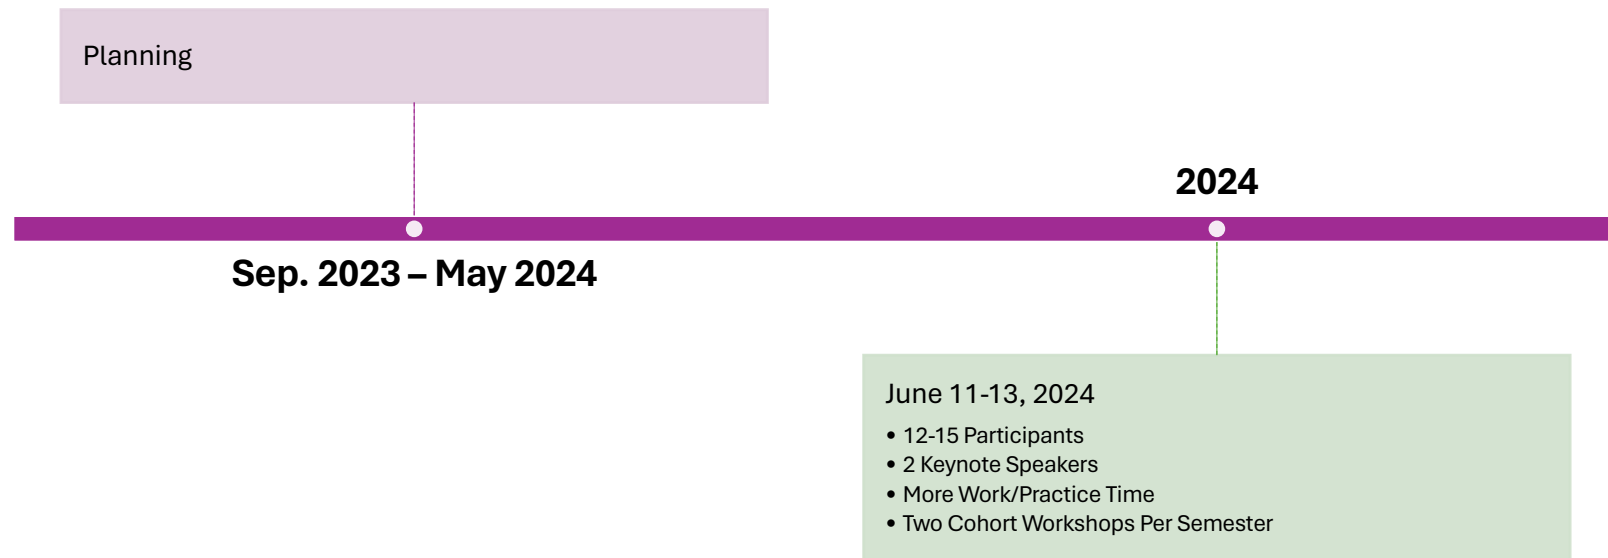 Planning
2024
Sep. 2023 – May 2024
June 11-13, 2024
• 12-15 Participants
• 2 Keynote Speakers
• More Work/Practice Time
• Two Cohort Workshops Per Semester